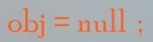 obj = null ;